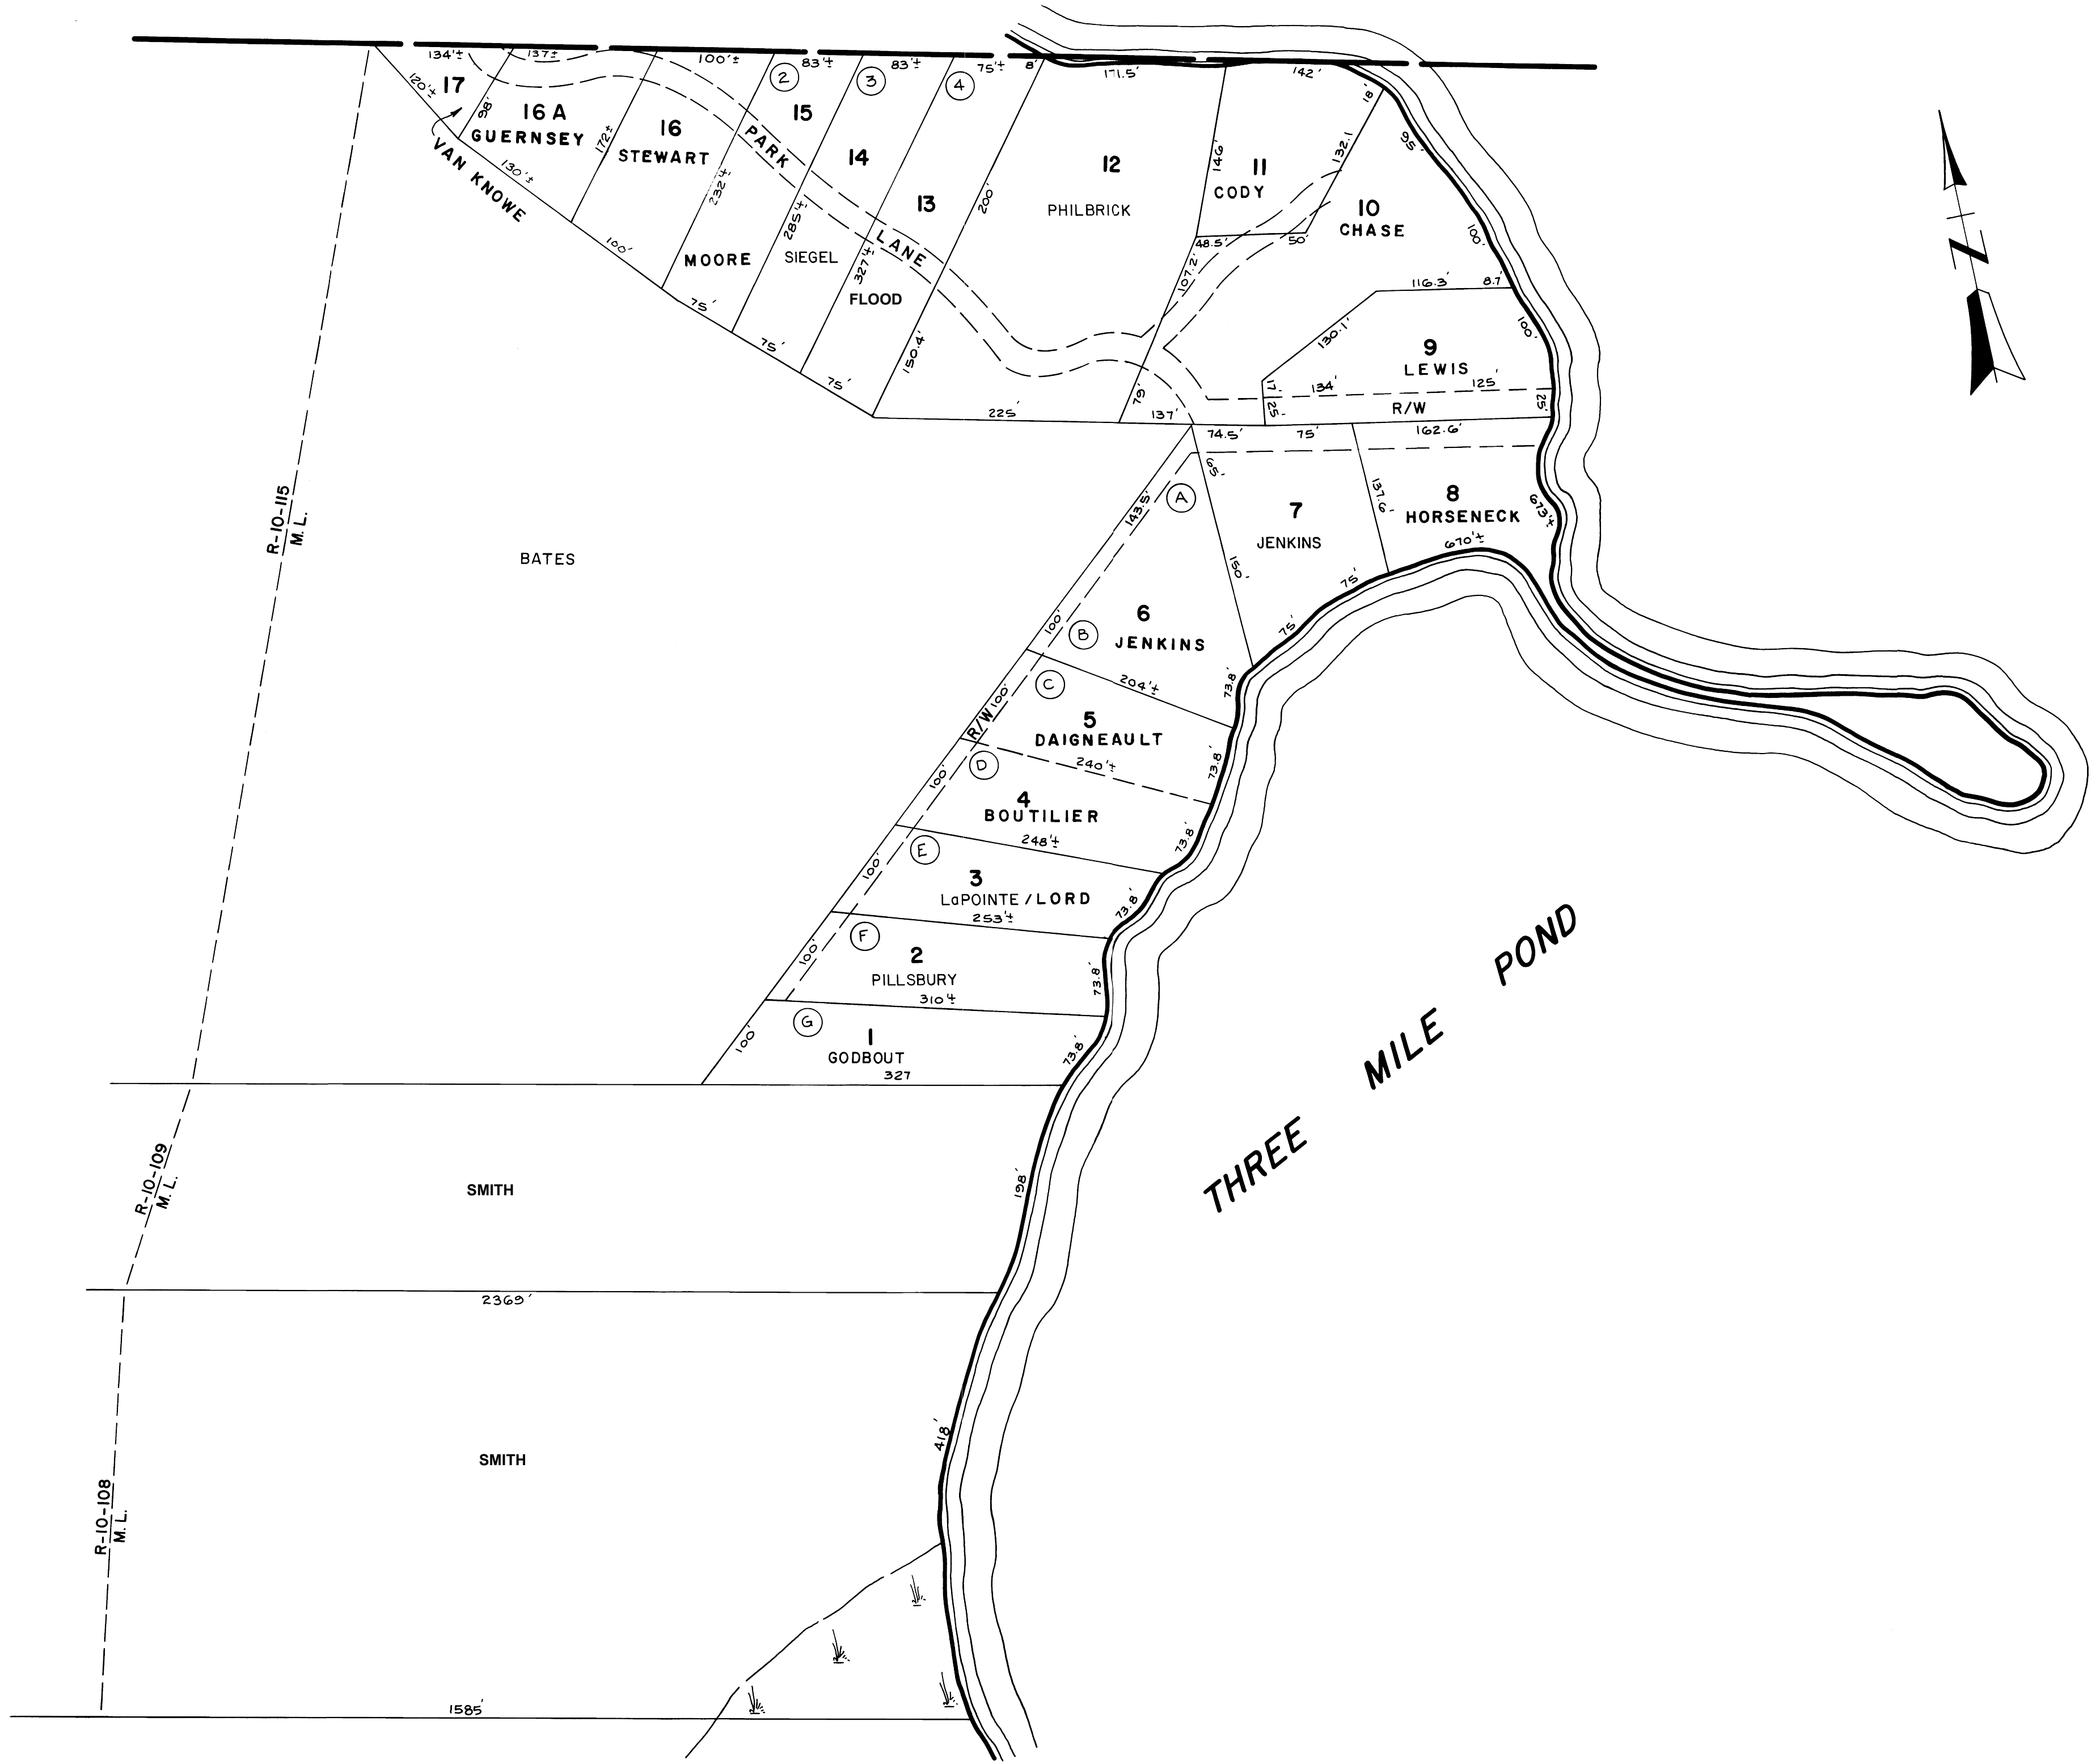 134'±
137±
100'±
2
83'±
3
83'±
4
75'±
8'
171.5'
142'
18'
120'±
17
98'
16 A
GUERNSEY
172±
16
STEWART
15
PARK
LANE
14
13
200'
12
PHILBRICK
146'
11
CODY
132.1
95'
VAN KNOWE
130'±
100'
232'±
285'±
327'±
MOORE
SIEGEL
FLOOD
48.5'
50'
107.2'
10
CHASE
100'
116.3'
8.7'
130.1'
100'
75'
75'
75'
150.4'
9
LEWIS
17'
134'
125'
25'
R/W
25'
225'
79'
137'
74.5'
75'
162.6'
65'
N
R-10-115
M. L.
BATES
143.5'
A
150'
7
JENKINS
137.6'
8
HORSENECK
673'±
670'±
75'
75'
100'
B
6
JENKINS
204'±
73.8'
R/W
100'
C
5
DAIGNEAULT
240'±
73.8'
100'
D
4
BOUTILIER
248'±
73.8'
100'
E
3
LaPOINTE / LORD
253'±
73.8'
100'
F
2
PILLSBURY
310'±
73.8'
100'
G
1
GODBOUT
327
73.8'
THREE MILE POND
R-10-109
M. L.
SMITH
198'
2369'
R-10-108
M. L.
SMITH
418'
1585'